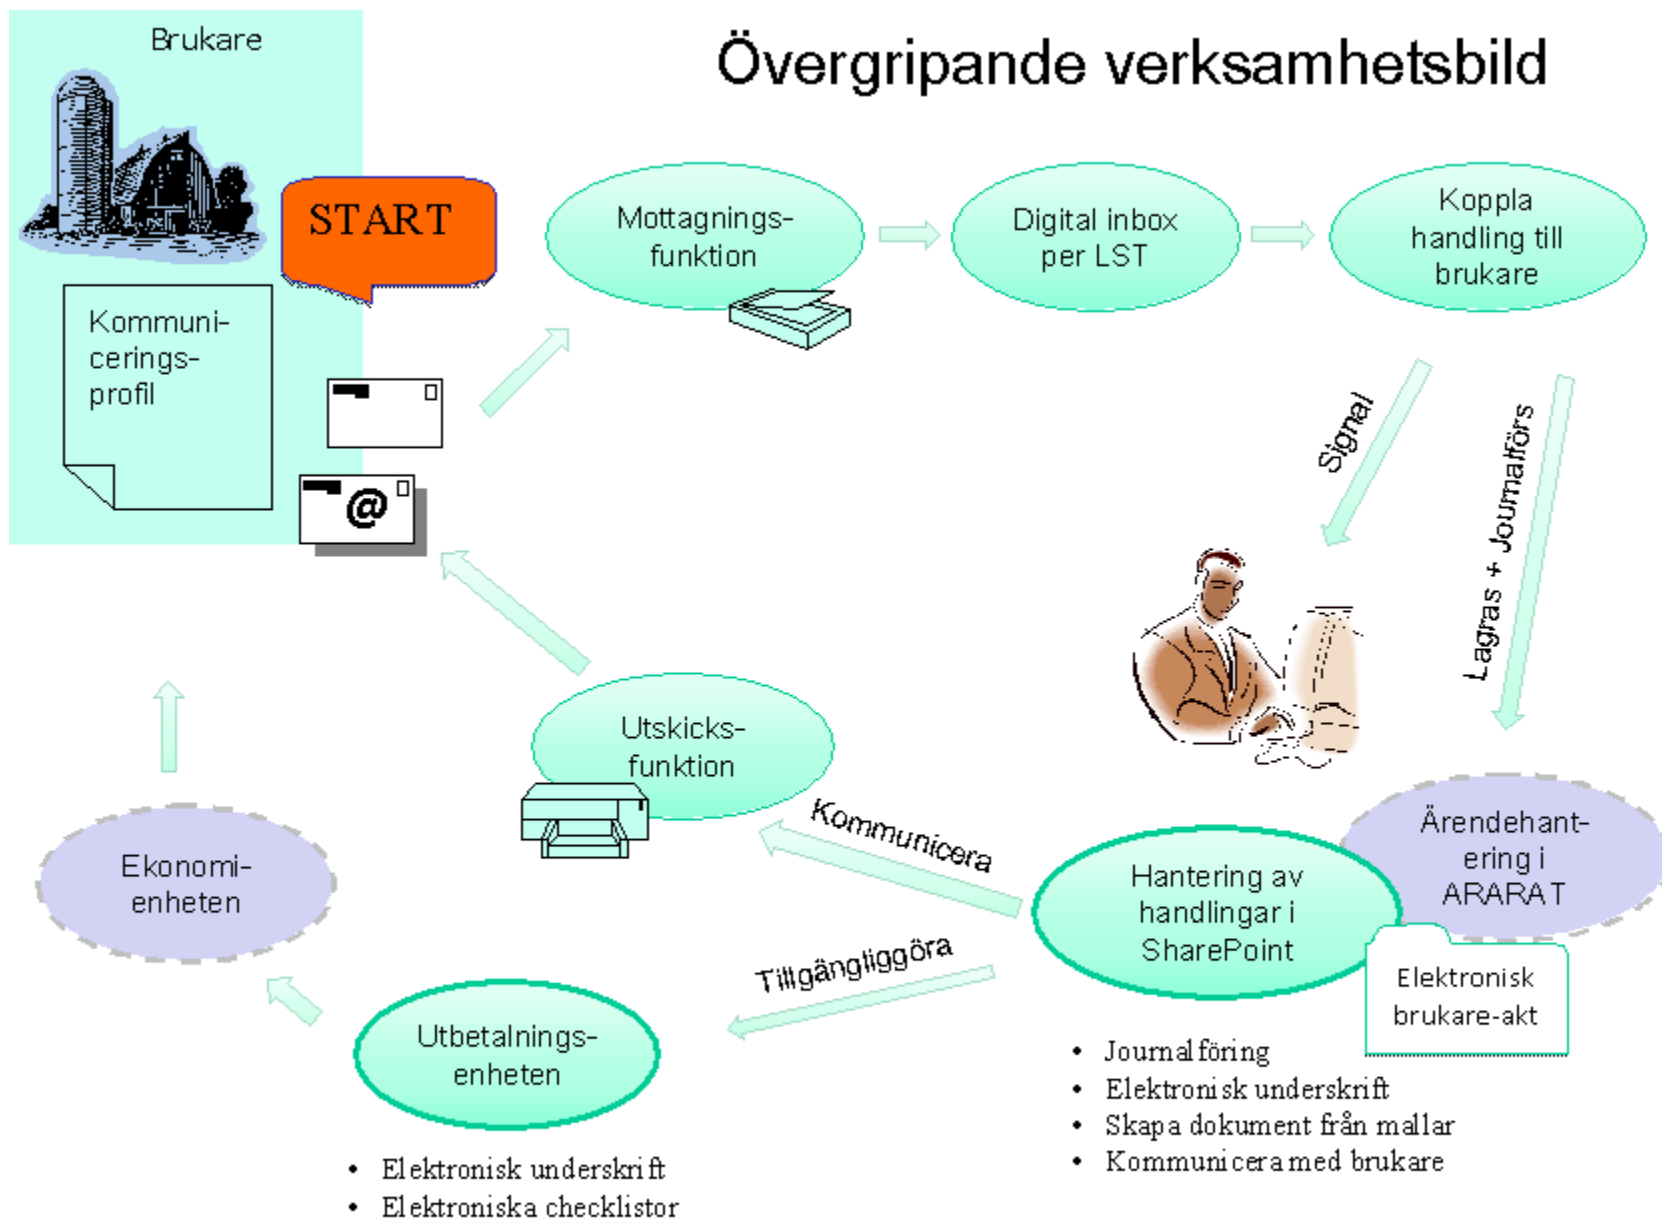 Övergripande verksamhetsbild
Brukare
START
Kommuni-
cerings-
profil
@
Mottagnings-
funktion
Digital inbox
per LST
Koppla
handling till
brukare
Signal
Lagras + Journalförs
Ärendehant-
ering i
ARARAT
Hantering av
handlingar i
SharePoint
Elektronisk
brukare-akt
• Journalföring
• Elektronisk underskrift
• Skapa dokument från mallar
• Kommunicera med brukare
Kommunicera
Utskicks-
funktion
Tillgängliggöra
Utbetalnings-
enheten
• Elektronisk underskrift
• Elektroniska checklistor
Ekonomi-
enheten